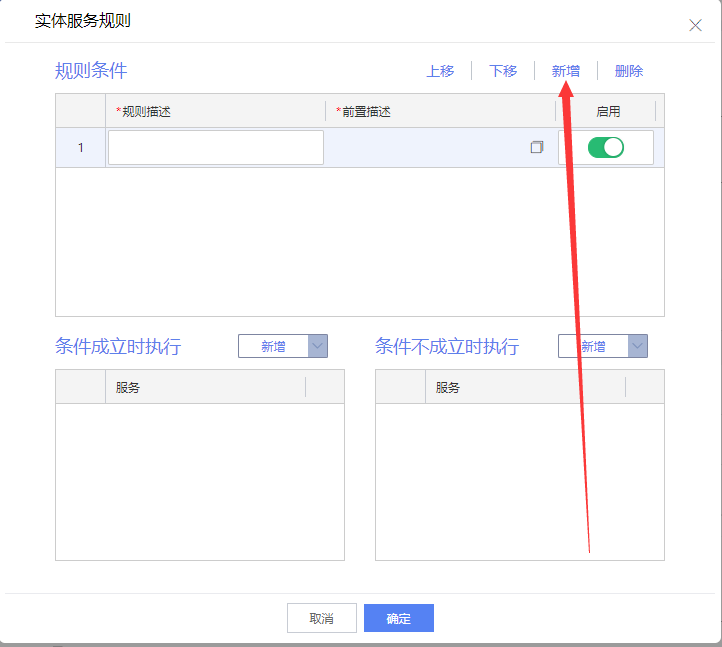 实体服务规则
规则条件 上移 下移 新增 删除
*规则描述 *前置描述 启用
1
条件成立时执行 新增 条件不成立时执行 新增
服务 服务
取消 确定